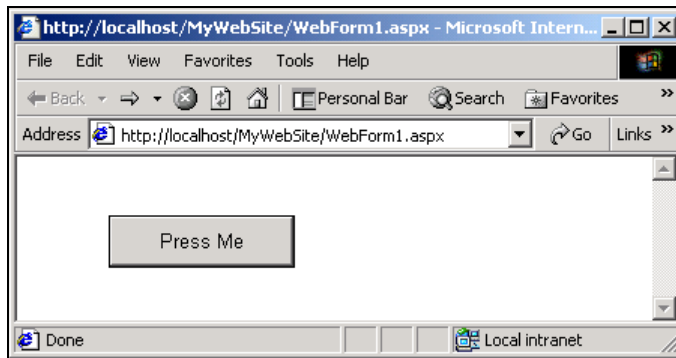 http://localhost/MyWebSite/WebForm1.aspx - Microsoft Intern...
File Edit View Favorites Tools Help
Back Personal Bar Search Favorites »
Address http://localhost/MyWebSite/WebForm1.aspx Go Links »
Press Me
Done Local intranet